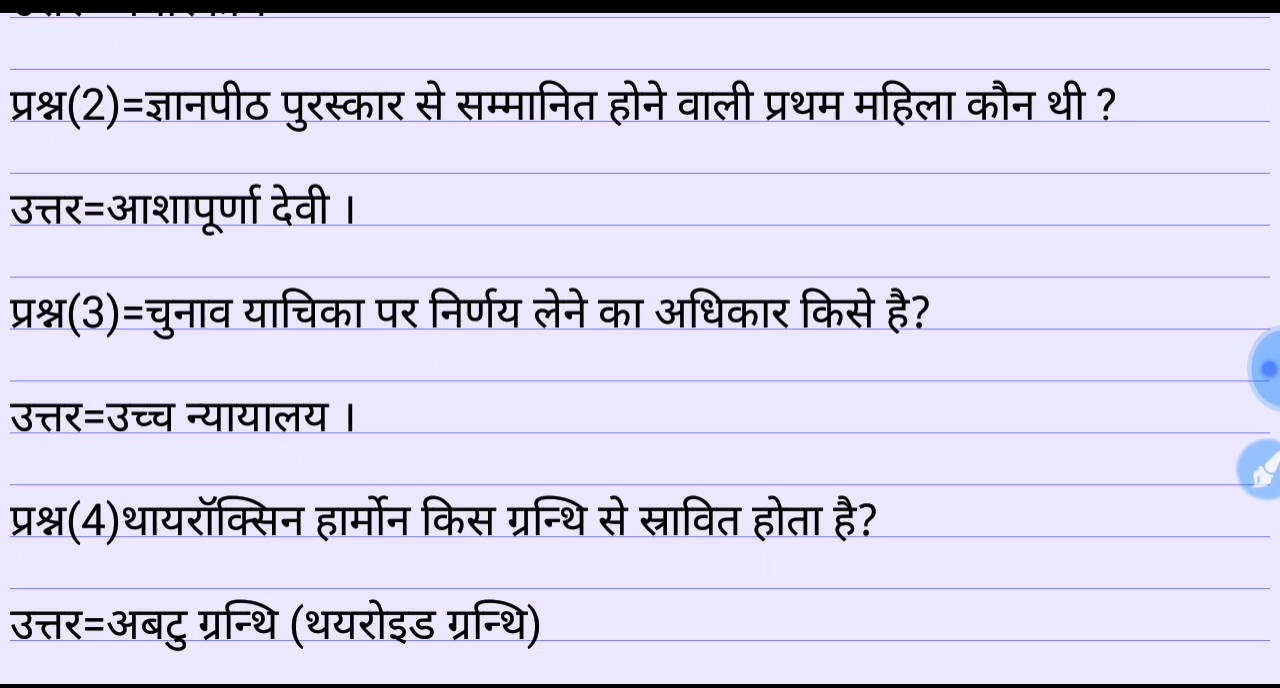 प्रश्न(2)=ज्ञानपीठ पुरस्कार से सम्मानित होने वाली प्रथम महिला कौन थी ?
उत्तर=आशापूर्णा देवी ।
प्रश्न(3)=चुनाव याचिका पर निर्णय लेने का अधिकार किसे है?
उत्तर=उच्च न्यायालय ।
प्रश्न(4)थायरॉक्सिन हार्मोन किस ग्रन्थि से स्रावित होता है?
उत्तर=अबटु ग्रन्थि (थयरोइड ग्रन्थि)